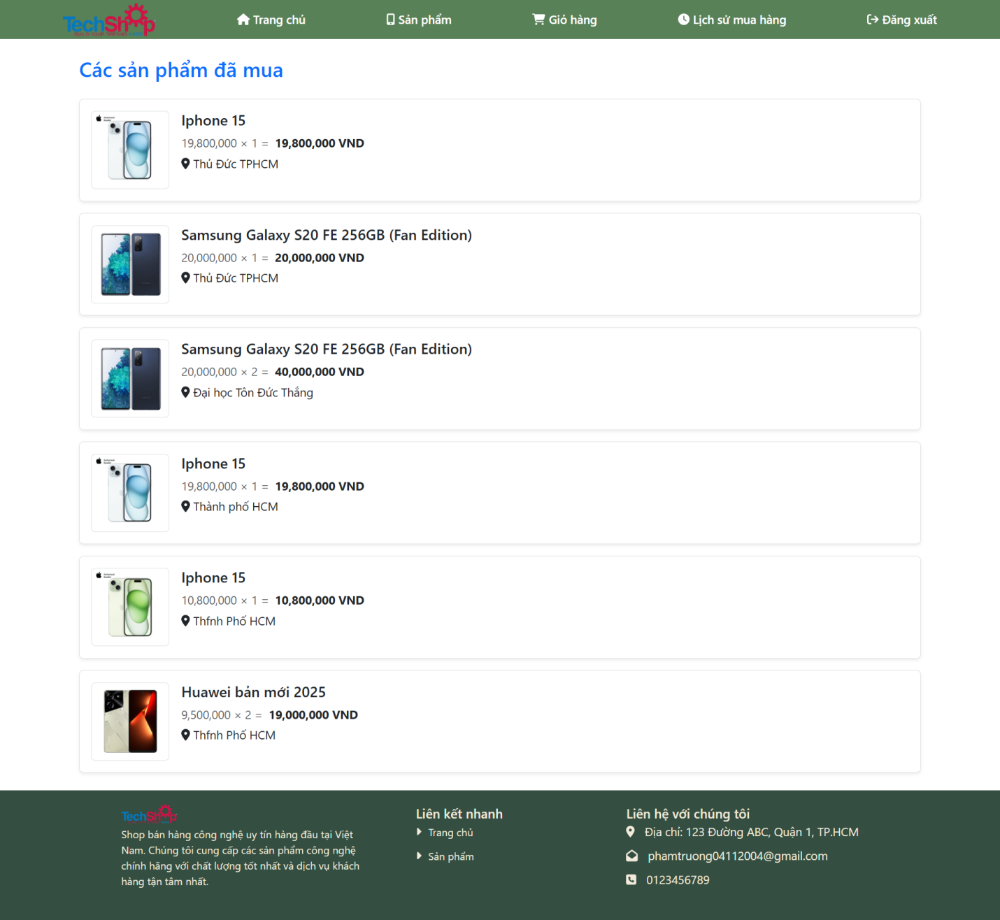 TechShop
Trang chủ
Sản phẩm
Giỏ hàng
Lịch sử mua hàng
Đăng xuất
Các sản phẩm đã mua
Iphone 15
19,800,000 × 1 = 19,800,000 VND
Thủ Đức TPHCM
Samsung Galaxy S20 FE 256GB (Fan Edition)
20,000,000 × 1 = 20,000,000 VND
Thủ Đức TPHCM
Samsung Galaxy S20 FE 256GB (Fan Edition)
20,000,000 × 2 = 40,000,000 VND
Đại học Tôn Đức Thắng
Iphone 15
19,800,000 × 1 = 19,800,000 VND
Thành phố HCM
Iphone 15
10,800,000 × 1 = 10,800,000 VND
Thfnh Phố HCM
Huawei bản mới 2025
9,500,000 × 2 = 19,000,000 VND
Thfnh Phố HCM
TechShop
Shop bán hàng công nghệ uy tín hàng đầu tại Việt
Nam. Chúng tôi cung cấp các sản phẩm công nghệ
chính hãng với chất lượng tốt nhất và dịch vụ khách
hàng tận tâm nhất.
Liên kết nhanh
Trang chủ
Sản phẩm
Liên hệ với chúng tôi
Địa chỉ: 123 Đường ABC, Quận 1, TP.HCM
phamtruong04112004@gmail.com
0123456789